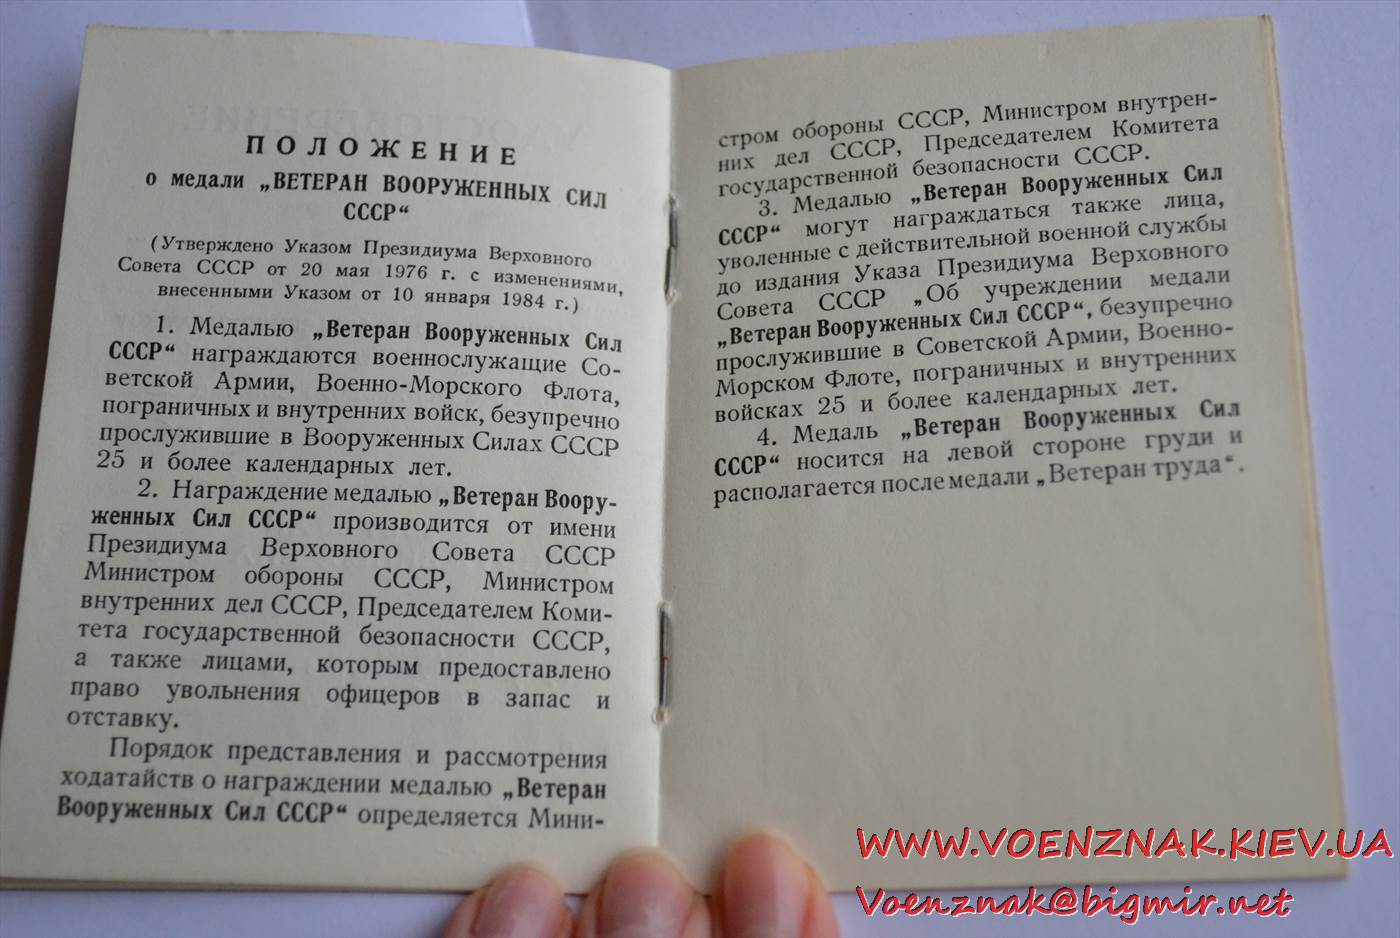 ПОЛОЖЕНИЕ
о медали „ВЕТЕРАН ВООРУЖЕННЫХ СИЛ
СССР“
(Утверждено Указом Президиума Верховного
Совета СССР от 20 мая 1976 г. с изменениями,
внесенными Указом от 10 января 1984 г.)
1. Медалью „Ветеран Вооруженных Сил
СССР“ награждаются военнослужащие Со-
ветской Армии, Военно-Морского Флота,
пограничных и внутренних войск, безупречно
прослужившие в Вооруженных Силах СССР
25 и более календарных лет.
2. Награждение медалью „Ветеран Воору-
женных Сил СССР“ производится от имени
Президиума Верховного Совета СССР
Министром обороны СССР, Министром
внутренних дел СССР, Председателем Коми-
тета государственной безопасности СССР,
а также лицами, которым предоставлено
право увольнения офицеров в запас и
отставку.
Порядок представления и рассмотрения
ходатайств о награждении медалью „Ветеран
Вооруженных Сил СССР“ определяется Мини-
стром обороны СССР, Министром внутрен-
них дел СССР, Председателем Комитета
государственной безопасности СССР.
3. Медалью „Ветеран Вооруженных Сил
СССР“ могут награждаться также лица,
уволенные с действительной военной службы
до издания Указа Президиума Верховного
Совета СССР „Об учреждении медали
„Ветеран Вооруженных Сил СССР“, безупречно
прослужившие в Советской Армии, Военно-
Морском Флоте, пограничных и внутренних
войсках 25 и более календарных лет.
4. Медаль „Ветеран Вооруженных Сил
СССР“ носится на левой стороне груди и
располагается после медали „Ветеран труда“.
WWW.VOENZNAK.KIEV.UA
Voenznak@bigmir.net